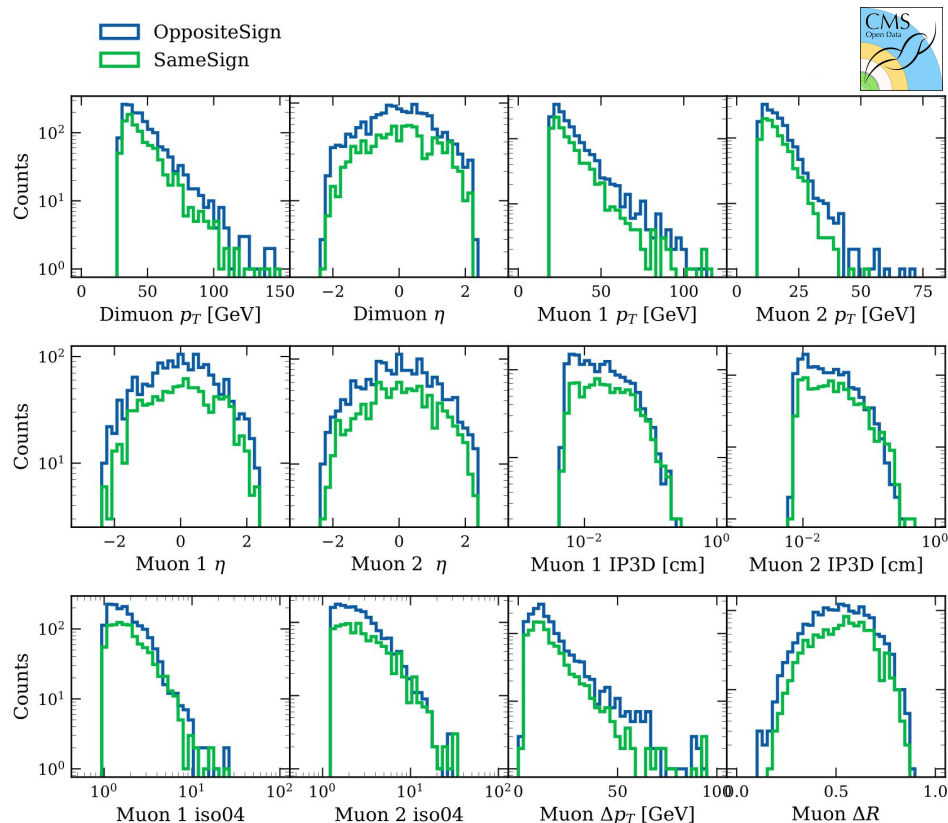 OppositeSign
SameSign
CMS
Open Data
Counts
10² 10¹ 10⁰
0 50 100 150
−2 0 2
0 50 100
0 25 50 75
Dimuon p_T [GeV]
Dimuon η
Muon 1 p_T [GeV]
Muon 2 p_T [GeV]
Counts
10² 10¹
−2 0 2
−2 0 2
10⁻² 10⁰
10⁻² 10⁰
Muon 1 η
Muon 2 η
Muon 1 IP3D [cm]
Muon 2 IP3D [cm]
Counts
10² 10¹ 10⁰
10⁰ 10¹ 10²
10⁰ 10¹ 10²
0 50 100
0.0 0.5 1.0
Muon 1 iso04
Muon 2 iso04
Muon Δp_T [GeV]
Muon ΔR